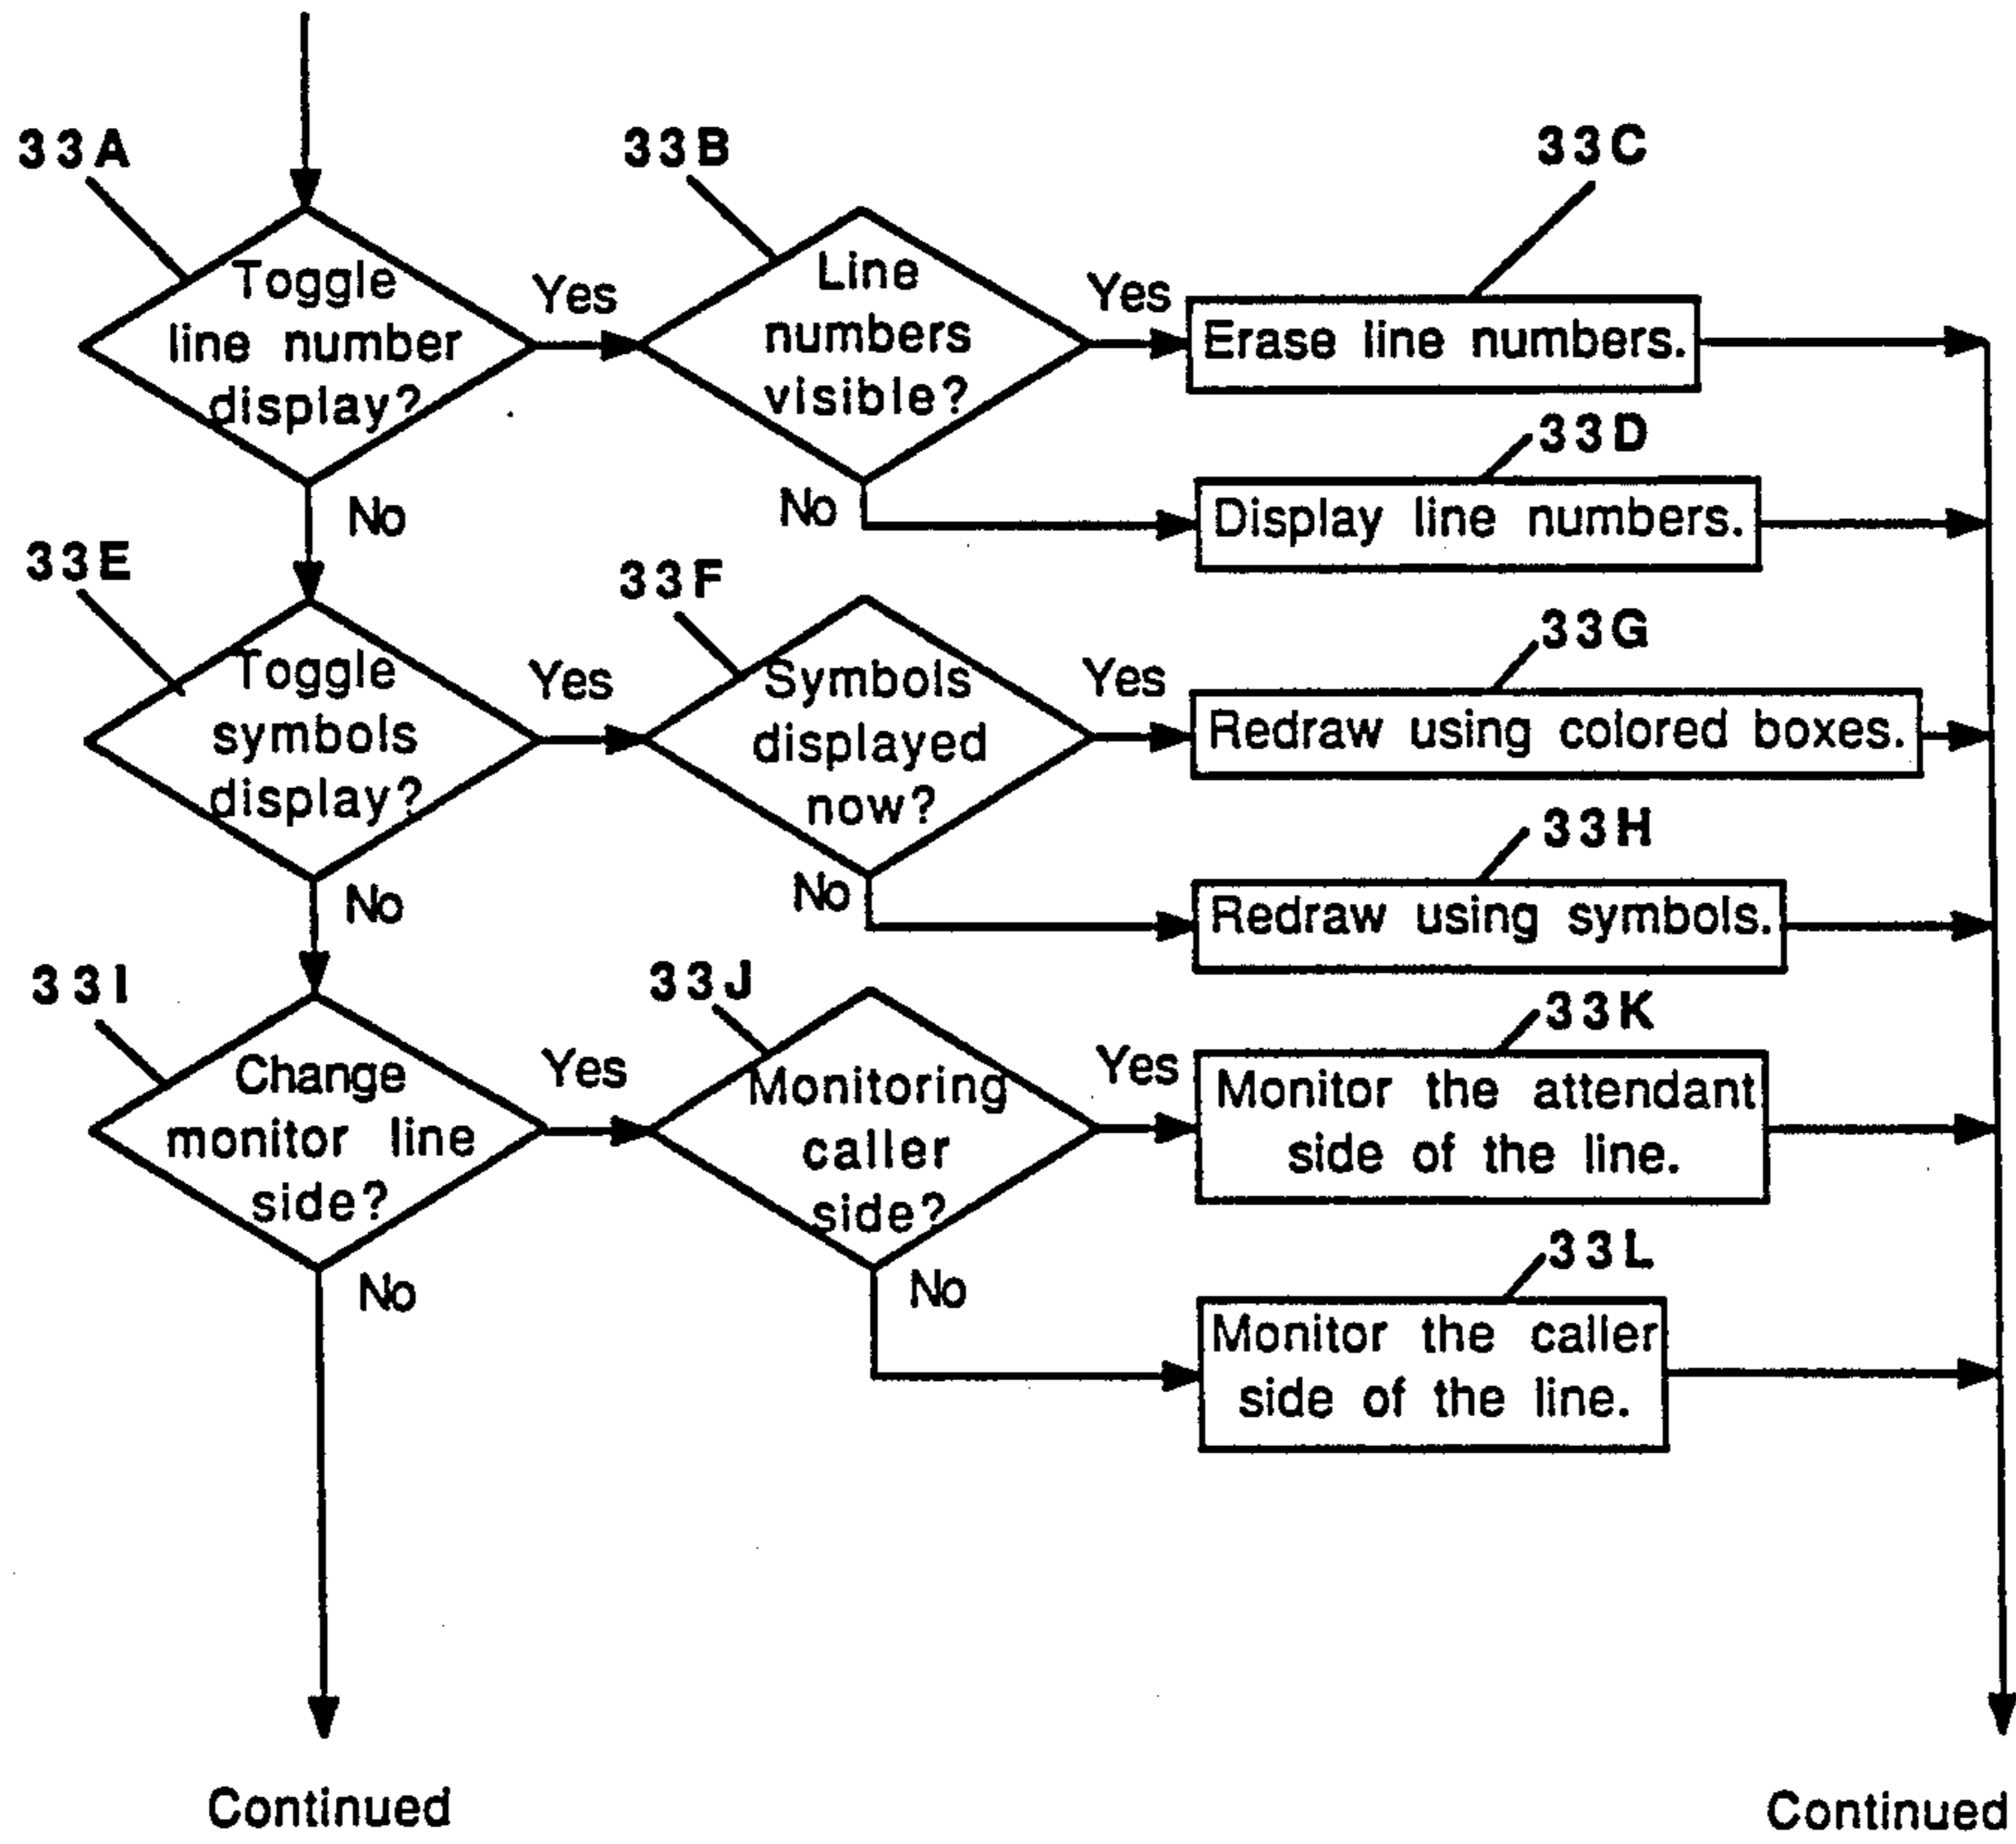 33A
33B
33C
Toggle
line number
display?
Yes
Line
numbers
visible?
Yes
Erase line numbers.
33D
No
No
Display line numbers.
33E
33F
33G
Toggle
symbols
display?
Yes
Symbols
displayed
now?
Yes
Redraw using colored boxes.
33H
No
No
Redraw using symbols.
33I
33J
33K
Change
monitor line
side?
Yes
Monitoring
caller
side?
Yes
Monitor the attendant
side of the line.
33L
No
No
Monitor the caller
side of the line.
Continued
Continued